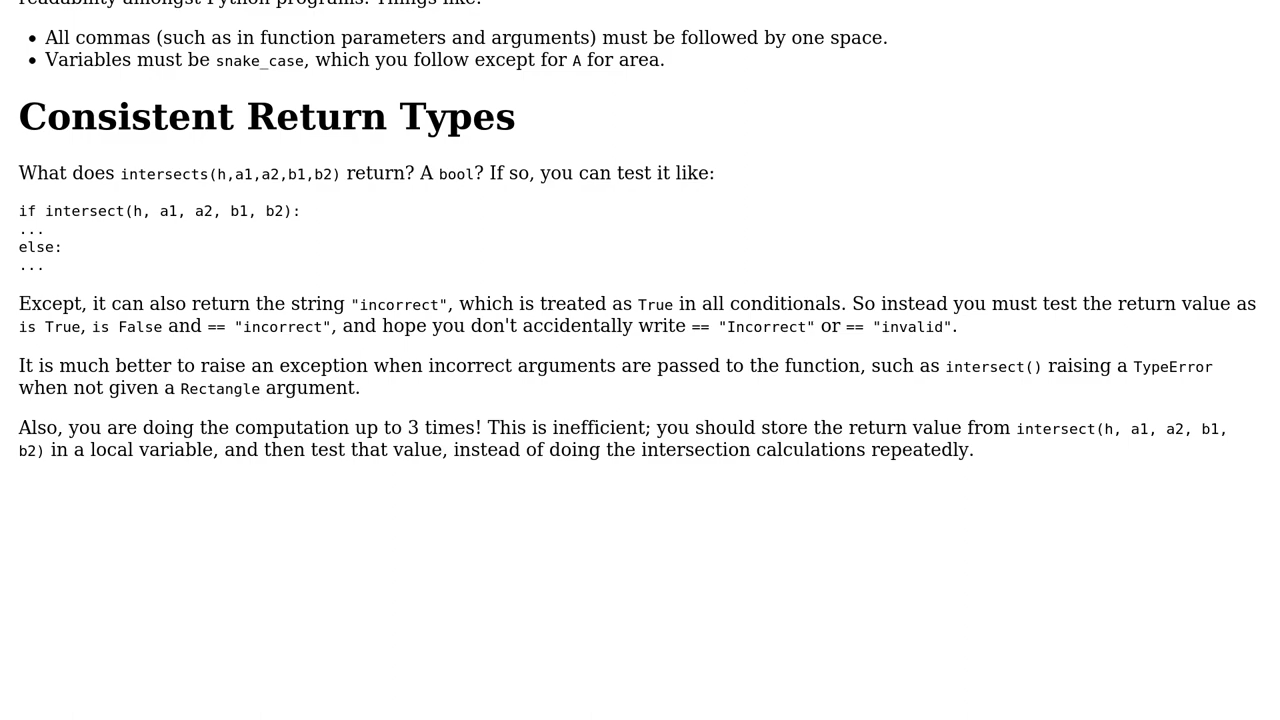 readability amongst Python programs. Things like:
• All commas (such as in function parameters and arguments) must be followed by one space.
• Variables must be snake_case, which you follow except for A for area.
Consistent Return Types
What does intersects(h,a1,a2,b1,b2) return? A bool? If so, you can test it like:
if intersect(h, a1, a2, b1, b2):
...
else:
...
Except, it can also return the string "incorrect", which is treated as True in all conditionals. So instead you must test the return value as
is True, is False and == "incorrect", and hope you don't accidentally write == "Incorrect" or == "invalid".
It is much better to raise an exception when incorrect arguments are passed to the function, such as intersect() raising a TypeError
when not given a Rectangle argument.
Also, you are doing the computation up to 3 times! This is inefficient; you should store the return value from intersect(h, a1, a2, b1,
b2) in a local variable, and then test that value, instead of doing the intersection calculations repeatedly.